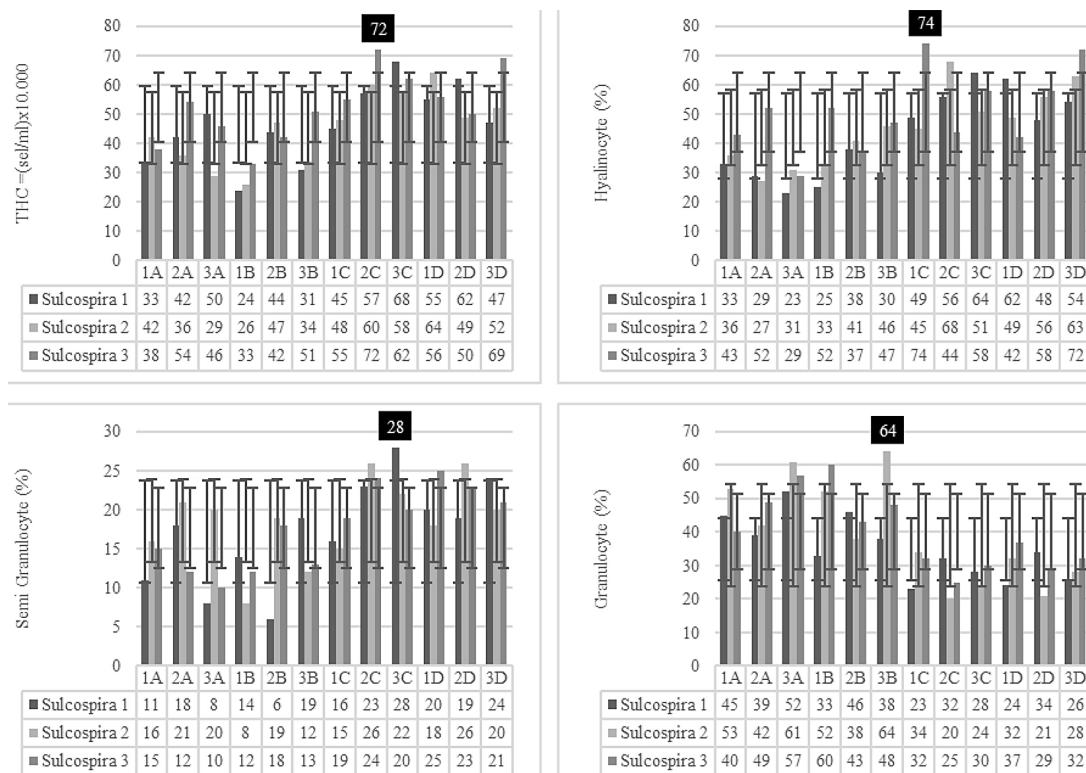 THC =(sel/ml)x10.000
80
70
60
50
40
30
20
10
0
72
1A 2A 3A 1B 2B 3B 1C 2C 3C 1D 2D 3D
Sulcospira 1 33 42 50 24 44 31 45 57 68 55 62 47
Sulcospira 2 42 36 29 26 47 34 48 60 58 64 49 52
Sulcospira 3 38 54 46 33 42 51 55 72 62 56 50 69
Hyalinocyte (%)
80
70
60
50
40
30
20
10
0
74
1A 2A 3A 1B 2B 3B 1C 2C 3C 1D 2D 3D
Sulcospira 1 33 29 23 25 38 30 49 56 64 62 48 54
Sulcospira 2 36 27 31 33 41 46 45 68 51 49 56 63
Sulcospira 3 43 52 29 52 37 47 74 44 58 42 58 72
Semi Granulocyte (%)
30
25
20
15
10
5
0
28
1A 2A 3A 1B 2B 3B 1C 2C 3C 1D 2D 3D
Sulcospira 1 11 18 8 14 6 19 16 23 28 20 19 24
Sulcospira 2 16 21 20 8 19 12 15 26 22 18 26 20
Sulcospira 3 15 12 10 12 18 13 19 24 20 25 23 21
Granulocyte (%)
70
60
50
40
30
20
10
0
64
1A 2A 3A 1B 2B 3B 1C 2C 3C 1D 2D 3D
Sulcospira 1 45 39 52 33 46 38 23 32 28 24 34 26
Sulcospira 2 53 42 61 52 38 64 34 20 24 32 21 28
Sulcospira 3 40 49 57 60 43 48 32 25 30 37 29 32